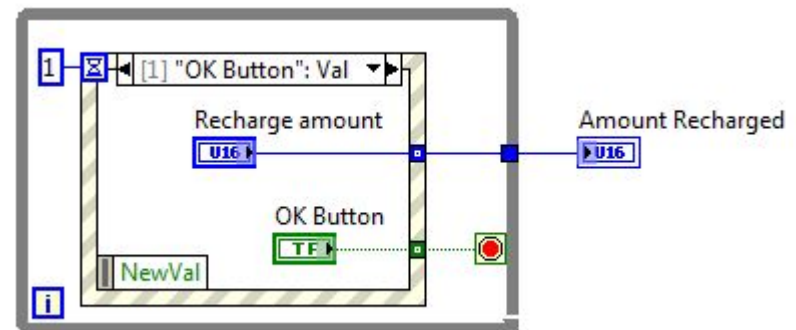 1
[1] "OK Button": Val
Recharge amount
U16
Amount Recharged
U16
OK Button
TF
NewVal
i